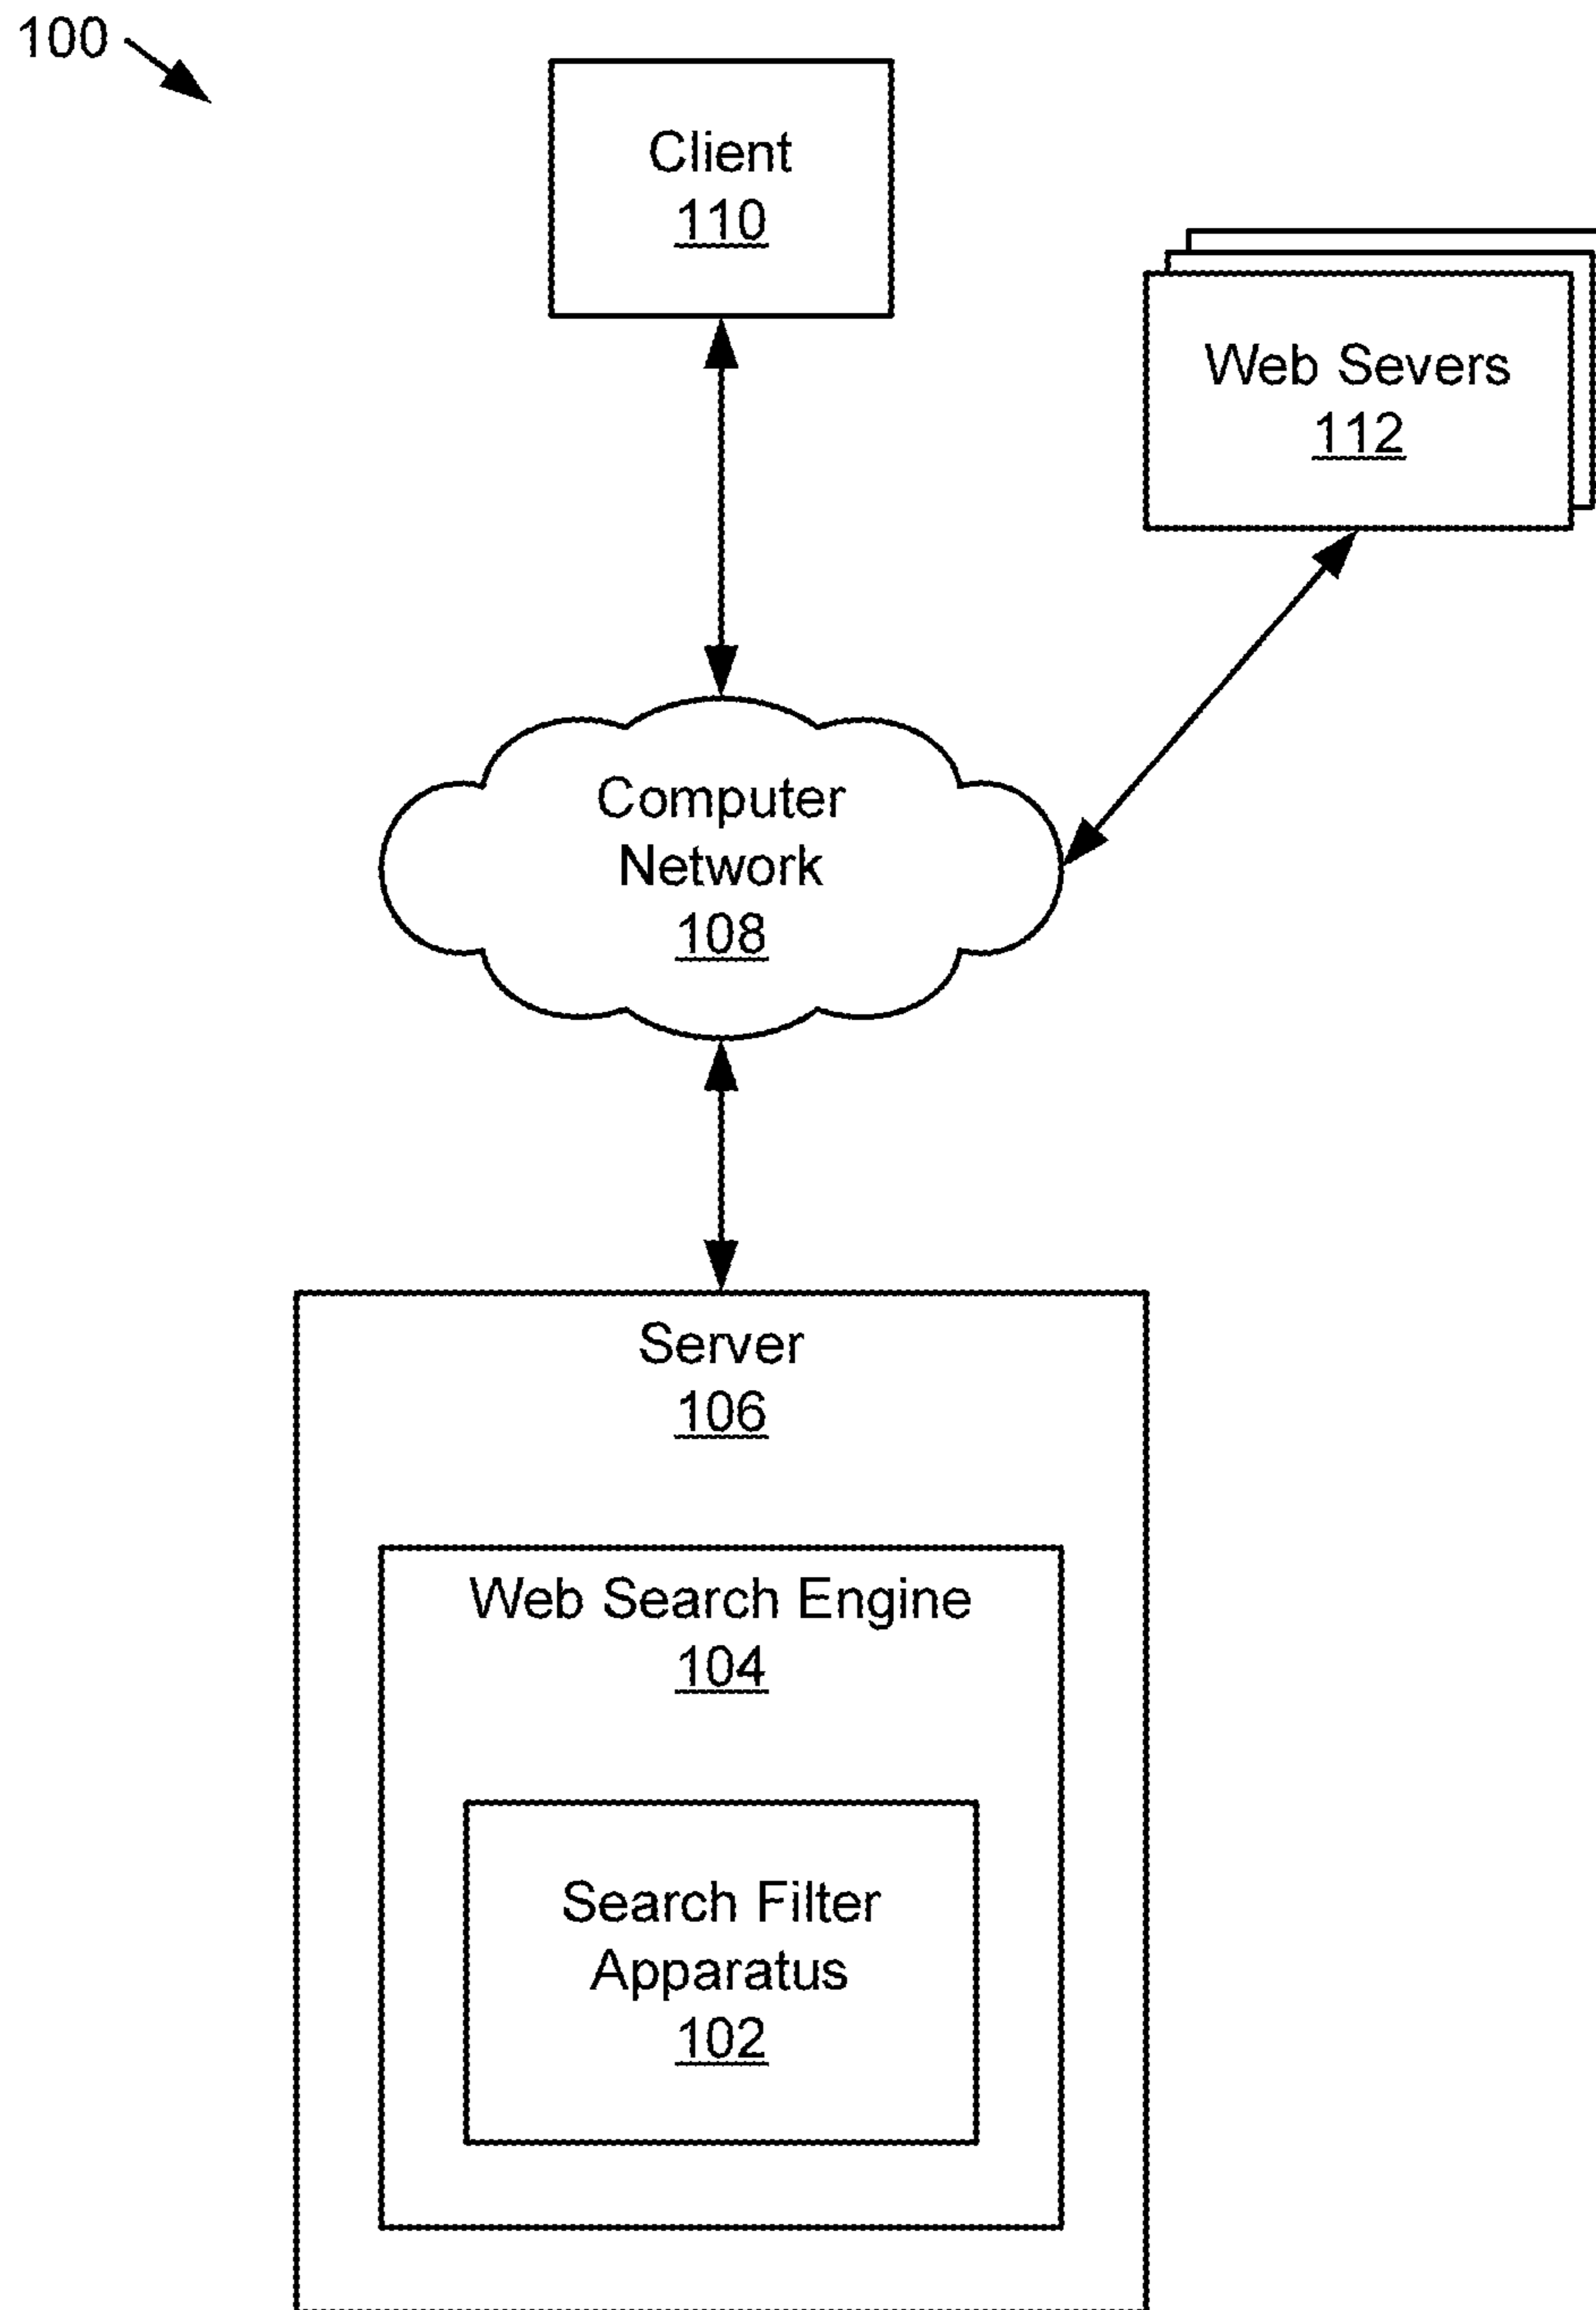 100
Client
110
Web Severs
112
Computer
Network
108
Server
106
Web Search Engine
104
Search Filter
Apparatus
102